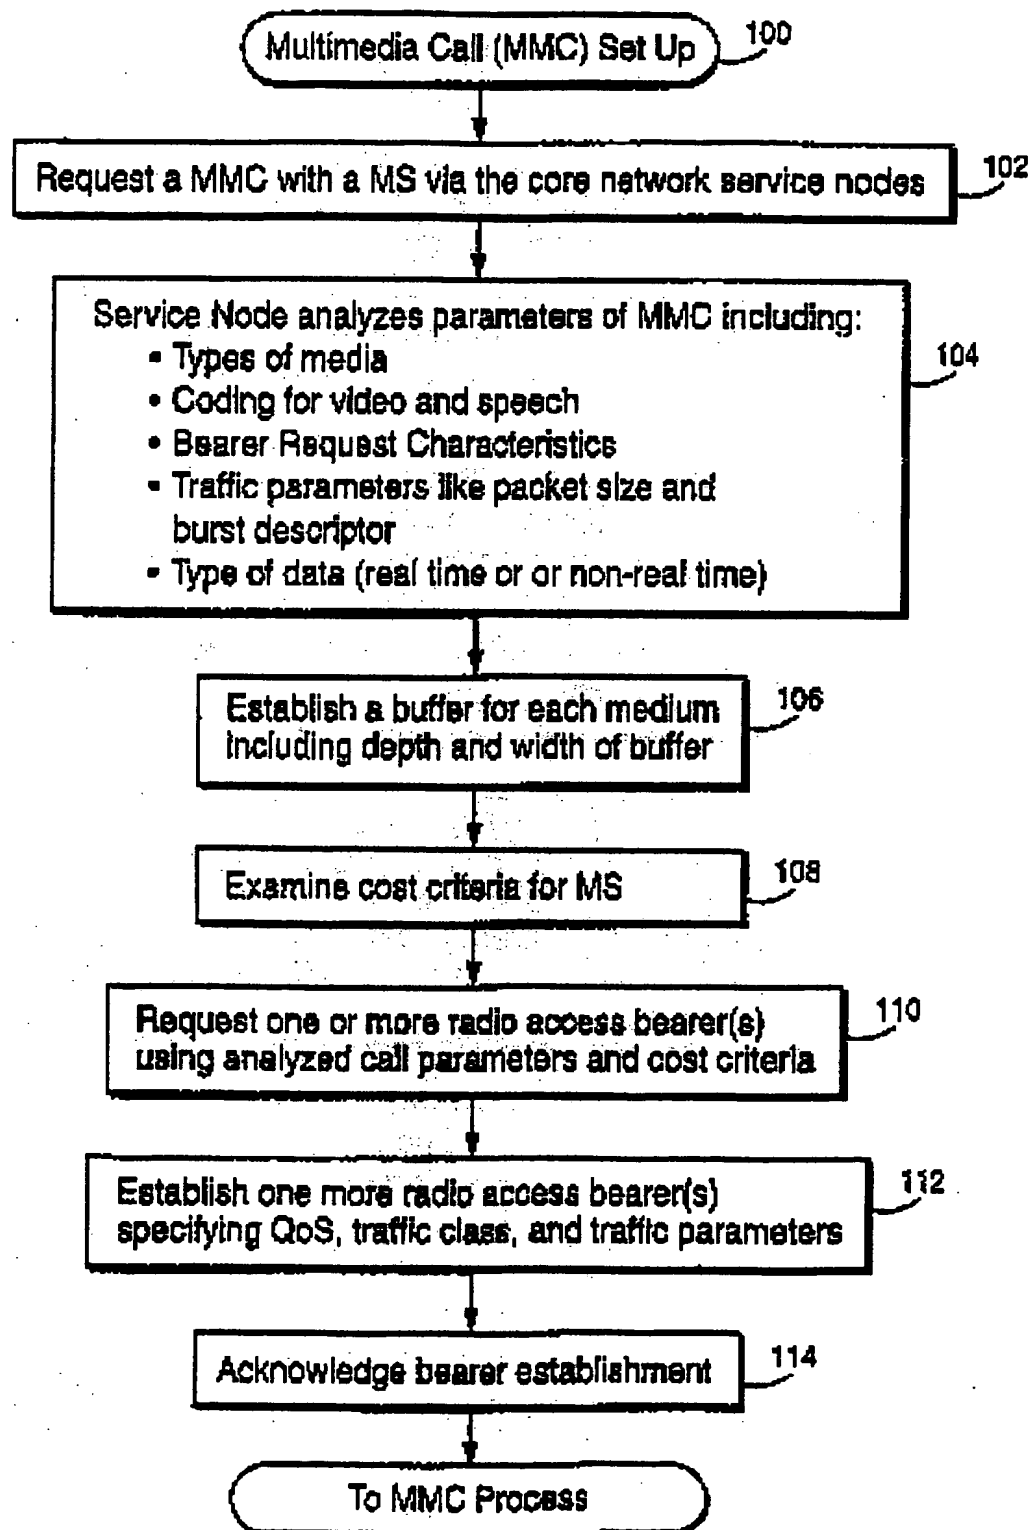 Multimedia Call (MMC) Set Up
100
Request a MMC with a MS via the core network service nodes
102
Service Node analyzes parameters of MMC including:
• Types of media
• Coding for video and speech
• Bearer Request Characteristics
• Traffic parameters like packet size and
burst descriptor
• Type of data (real time or or non-real time)
104
Establish a buffer for each medium
including depth and width of buffer
106
Examine cost criteria for MS
108
Request one or more radio access bearer(s)
using analyzed call parameters and cost criteria
110
Establish one more radio access bearer(s)
specifying QoS, traffic class, and traffic parameters
112
Acknowledge bearer establishment
114
To MMC Process